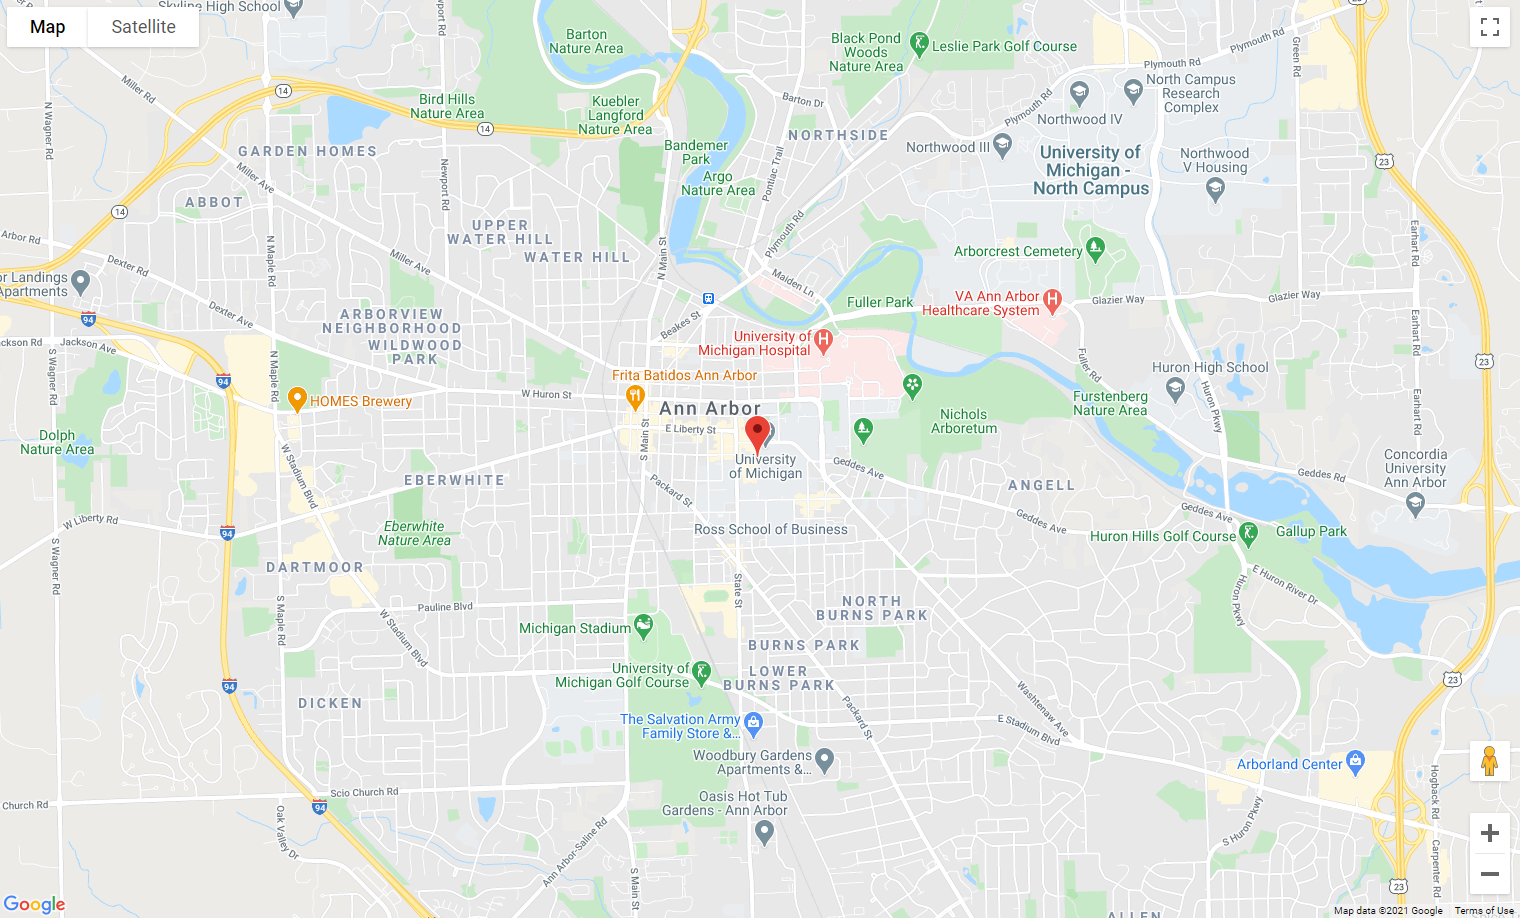 Map
Satellite
Skyline High School
Barton
Nature Area
Black Pond
Woods
Nature Area
Leslie Park Golf Course
Plymouth Rd
Green Rd
Newport Rd
Miller Rd
N Wagner Rd
14
Bird Hills
Nature Area
Kuebler
Langford
Nature Area
Barton Dr
Plymouth Rd
Plymouth Rd
North Campus
Research
Complex
Northwood IV
14
NORTHSIDE
Northwood III
University of
Michigan -
North Campus
Northwood
V Housing
23
GARDEN HOMES
Bandemer
Park
Argo
Nature Area
Pontiac Trail
Miller Ave
Newport Rd
ABBOT
14
UPPER
WATER HILL
WATER HILL
N Main St
Plymouth Rd
Arborcrest Cemetery
Earhart Rd
Arbor Rd
Dexter Rd
N Maple Rd
Miller Ave
Maiden Ln
or Landings
Apartments
VA Ann Arbor
Healthcare System
Glazier Way
Glazier Way
Fuller Park
Dexter Ave
ARBORVIEW
NEIGHBORHOOD
WILDWOOD
PARK
Beakes St
94
Jackson Rd
Jackson Ave
University of
Michigan Hospital
Earhart Rd
23
S Wagner Rd
N Maple Rd
94
Frita Batidos Ann Arbor
Fuller Rd
Huron High School
Huron Pkwy
Earhart Rd
HOMES Brewery
W Huron St
Ann Arbor
E Liberty St
S Main St
Nichols
Arboretum
Furstenberg
Nature Area
Dolph
Nature Area
W Stadium Blvd
University
of Michigan
Geddes Ave
Geddes Rd
Concordia
University
Ann Arbor
EBERWHITE
Packard St
ANGELL
W Liberty Rd
Eberwhite
Nature Area
Ross School of Business
Geddes Ave
Geddes Ave
94
Huron Hills Golf Course
Gallup Park
S Wagner Rd
DARTMOOR
State St
E Huron River Dr
Huron Pkwy
S Maple Rd
Pauline Blvd
NORTH
BURNS PARK
W Stadium Blvd
Michigan Stadium
BURNS PARK
University of
Michigan Golf Course
LOWER
BURNS PARK
94
23
DICKEN
Packard St
Washtenaw Ave
The Salvation Army
Family Store &...
E Stadium Blvd
Woodbury Gardens
Apartments &...
Arborland Center
Hogback Rd
Church Rd
94
Scio Church Rd
Oasis Hot Tub
Gardens - Ann Arbor
Oak Valley Dr
Ann Arbor-Saline Rd
S Huron Pkwy
S Main St
23
Carpenter Rd
ALLEN
Google
Map data ©2021 Google
Terms of Use